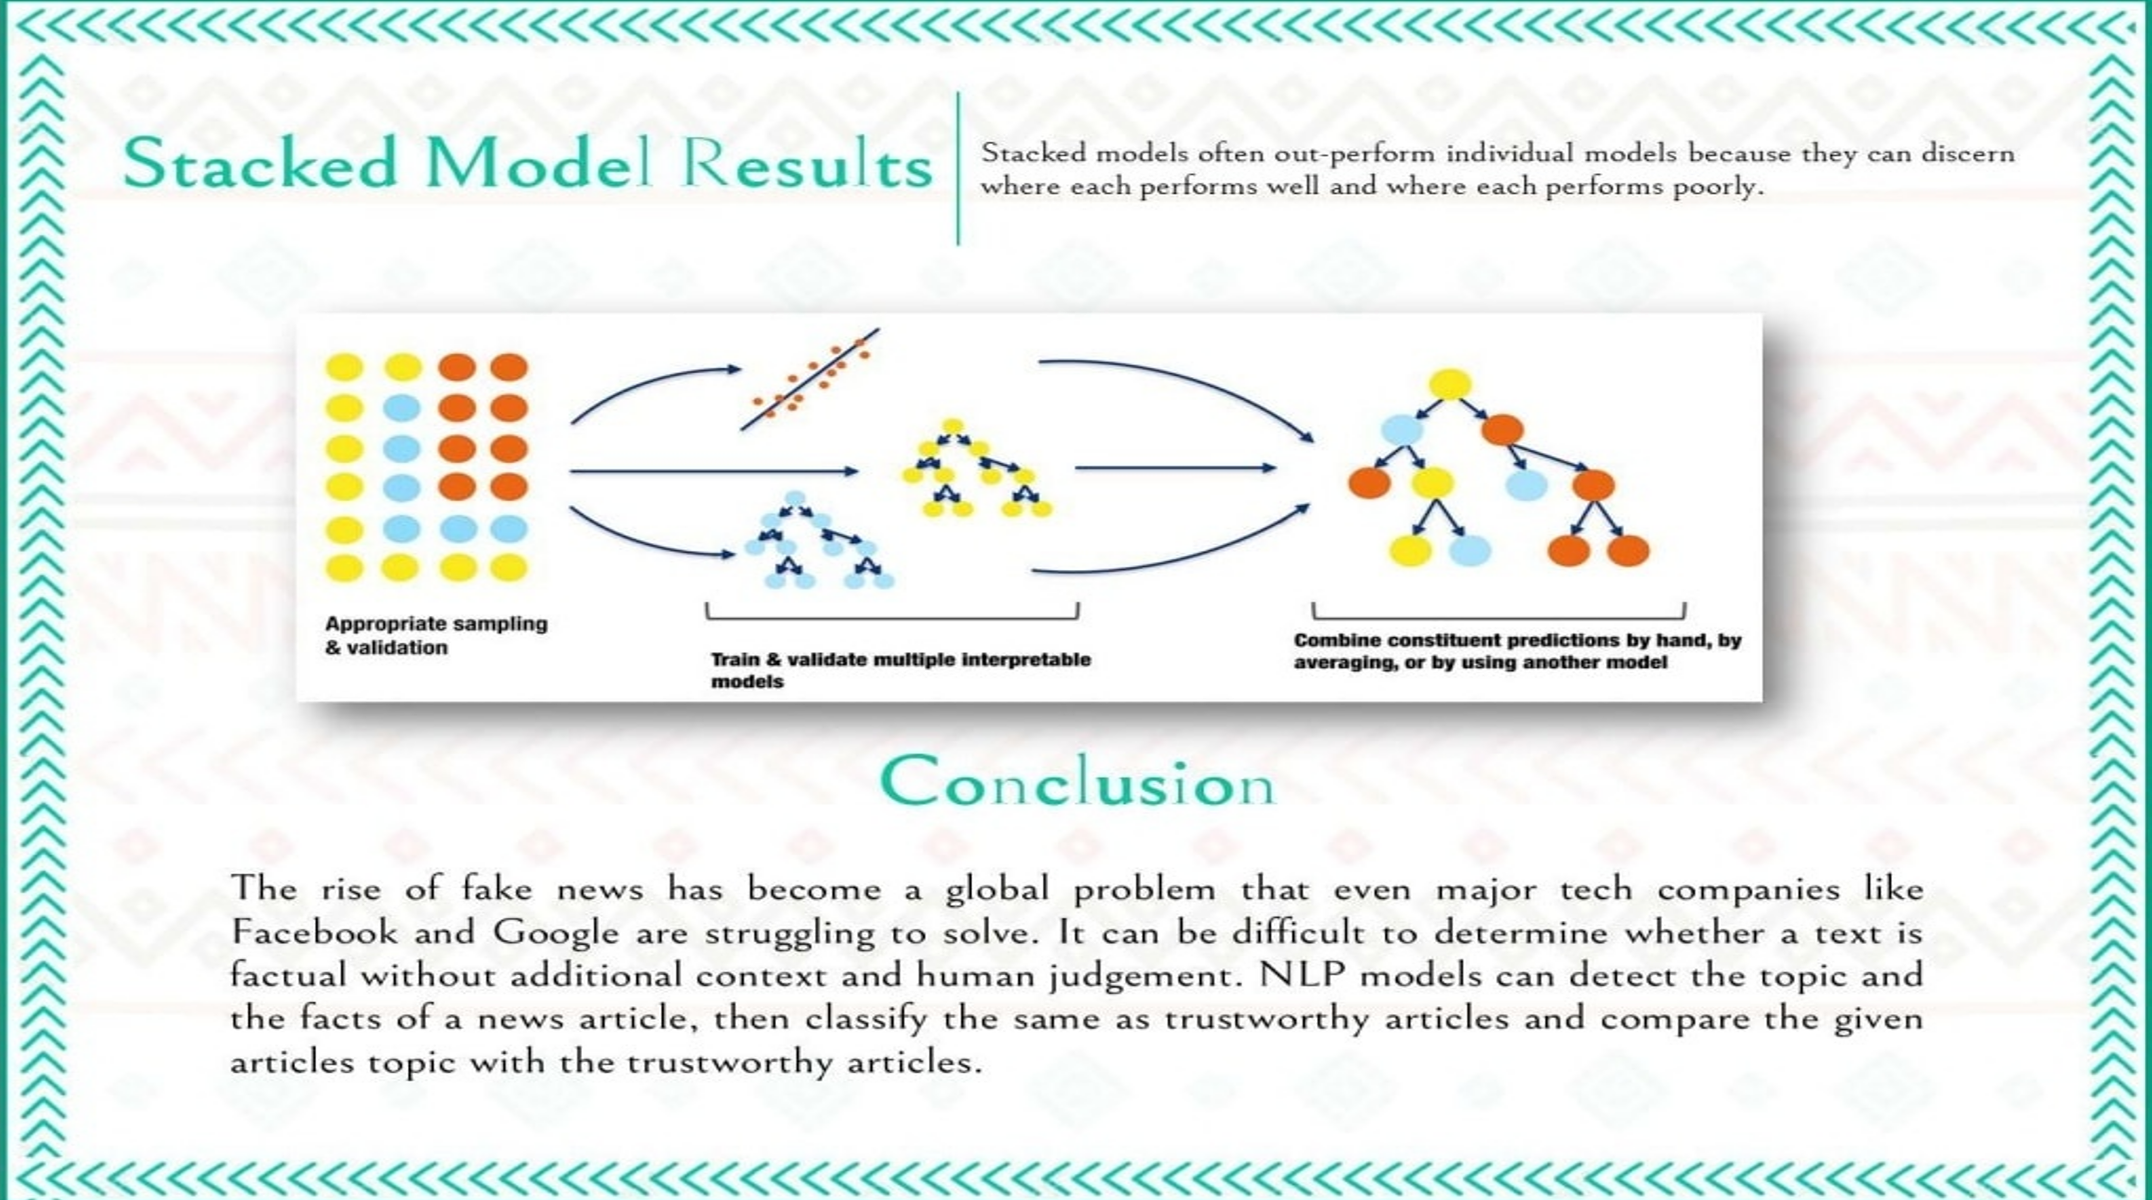 Stacked Model Results
Stacked models often out-perform individual models because they can discern
where each performs well and where each performs poorly.
Appropriate sampling
& validation
Train & validate multiple interpretable
models
Combine constituent predictions by hand, by
averaging, or by using another model
Conclusion
The rise of fake news has become a global problem that even major tech companies like
Facebook and Google are struggling to solve. It can be difficult to determine whether a text is
factual without additional context and human judgement. NLP models can detect the topic and
the facts of a news article, then classify the same as trustworthy articles and compare the given
articles topic with the trustworthy articles.